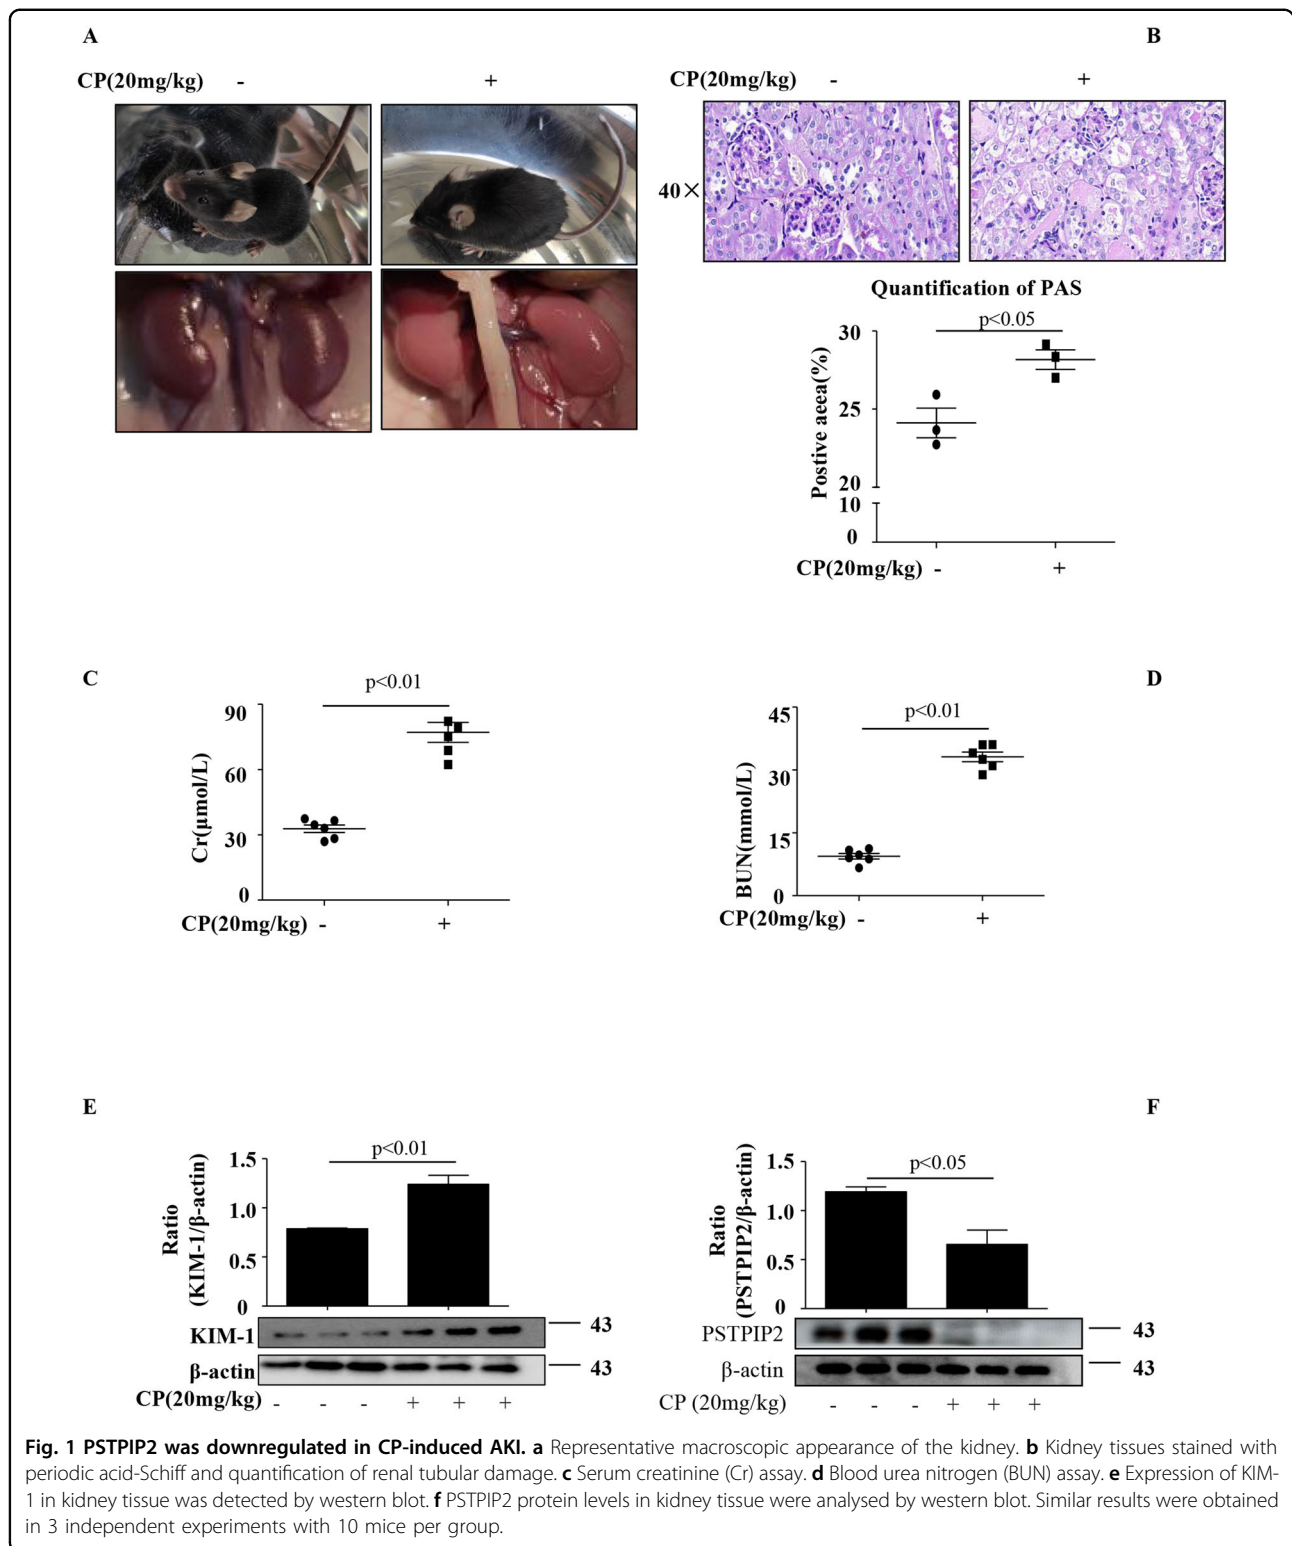 A
CP(20mg/kg) - +
B
CP(20mg/kg) - +
40×
Quantification of PAS
p<0.05
Postive aeea(%)
30
25
20
10
0
CP(20mg/kg) - +
C
p<0.01
Cr(μmol/L)
90
60
30
0
CP(20mg/kg) - +
D
p<0.01
BUN(mmol/L)
45
30
15
0
CP(20mg/kg) - +
E
p<0.01
Ratio
(KIM-1/β-actin)
1.5
1.0
0.5
0
KIM-1 43
β-actin 43
CP(20mg/kg) - - - + + +
F
p<0.05
Ratio
(PSTPIP2/β-actin)
1.5
1.0
0.5
0
PSTPIP2 43
β-actin 43
CP (20mg/kg) - - - + + +
Fig. 1 PSTPIP2 was downregulated in CP-induced AKI. a Representative macroscopic appearance of the kidney. b Kidney tissues stained with
periodic acid-Schiff and quantification of renal tubular damage. c Serum creatinine (Cr) assay. d Blood urea nitrogen (BUN) assay. e Expression of KIM-
1 in kidney tissue was detected by western blot. f PSTPIP2 protein levels in kidney tissue were analysed by western blot. Similar results were obtained
in 3 independent experiments with 10 mice per group.